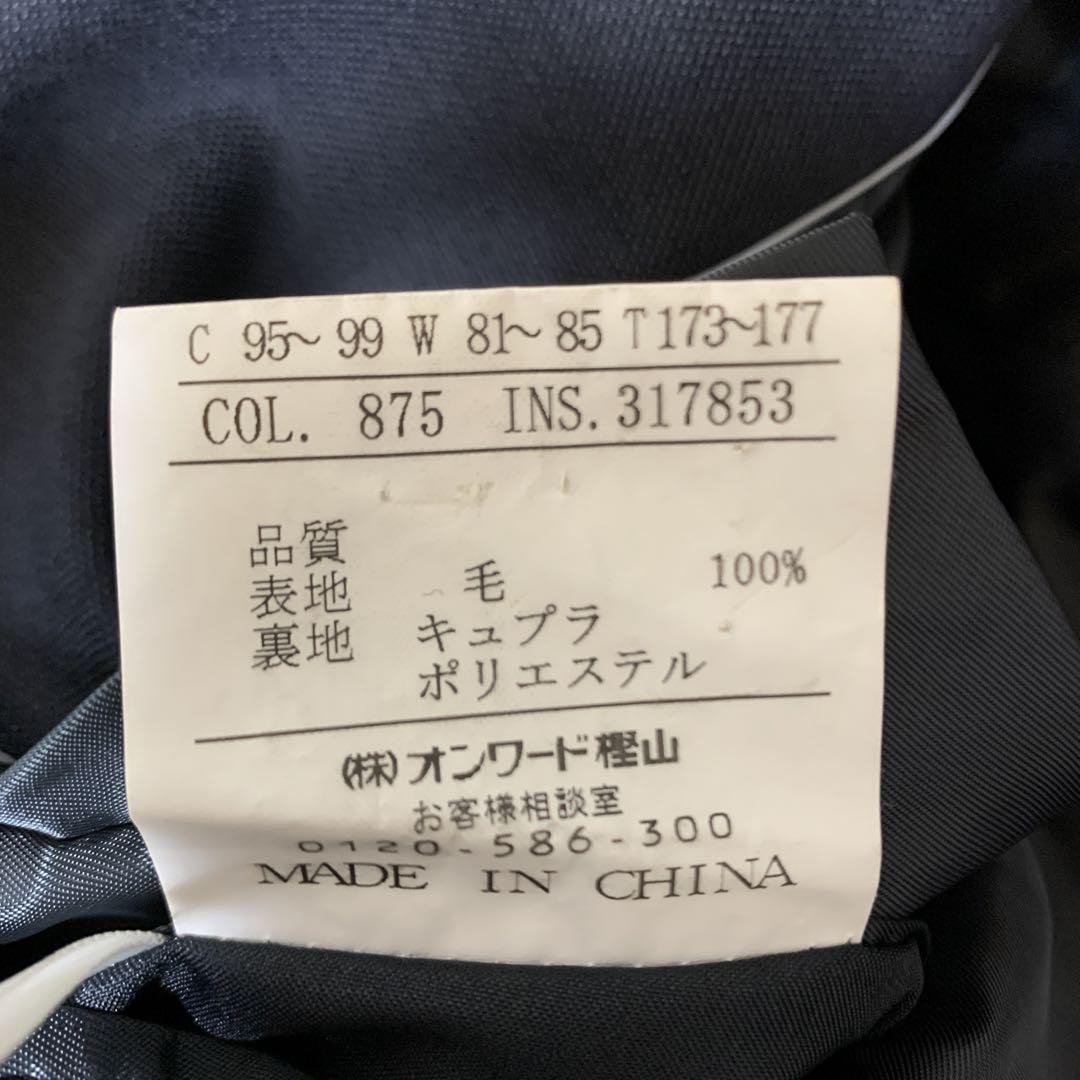 C 95~ 99 W 81~ 85 T173~177
COL. 875 INS.317853
品質
表地 毛 100%
裏地 キュプラ
ポリエステル
(株)オンワード樫山
お客様相談室
0120-586-300
MADE IN CHINA